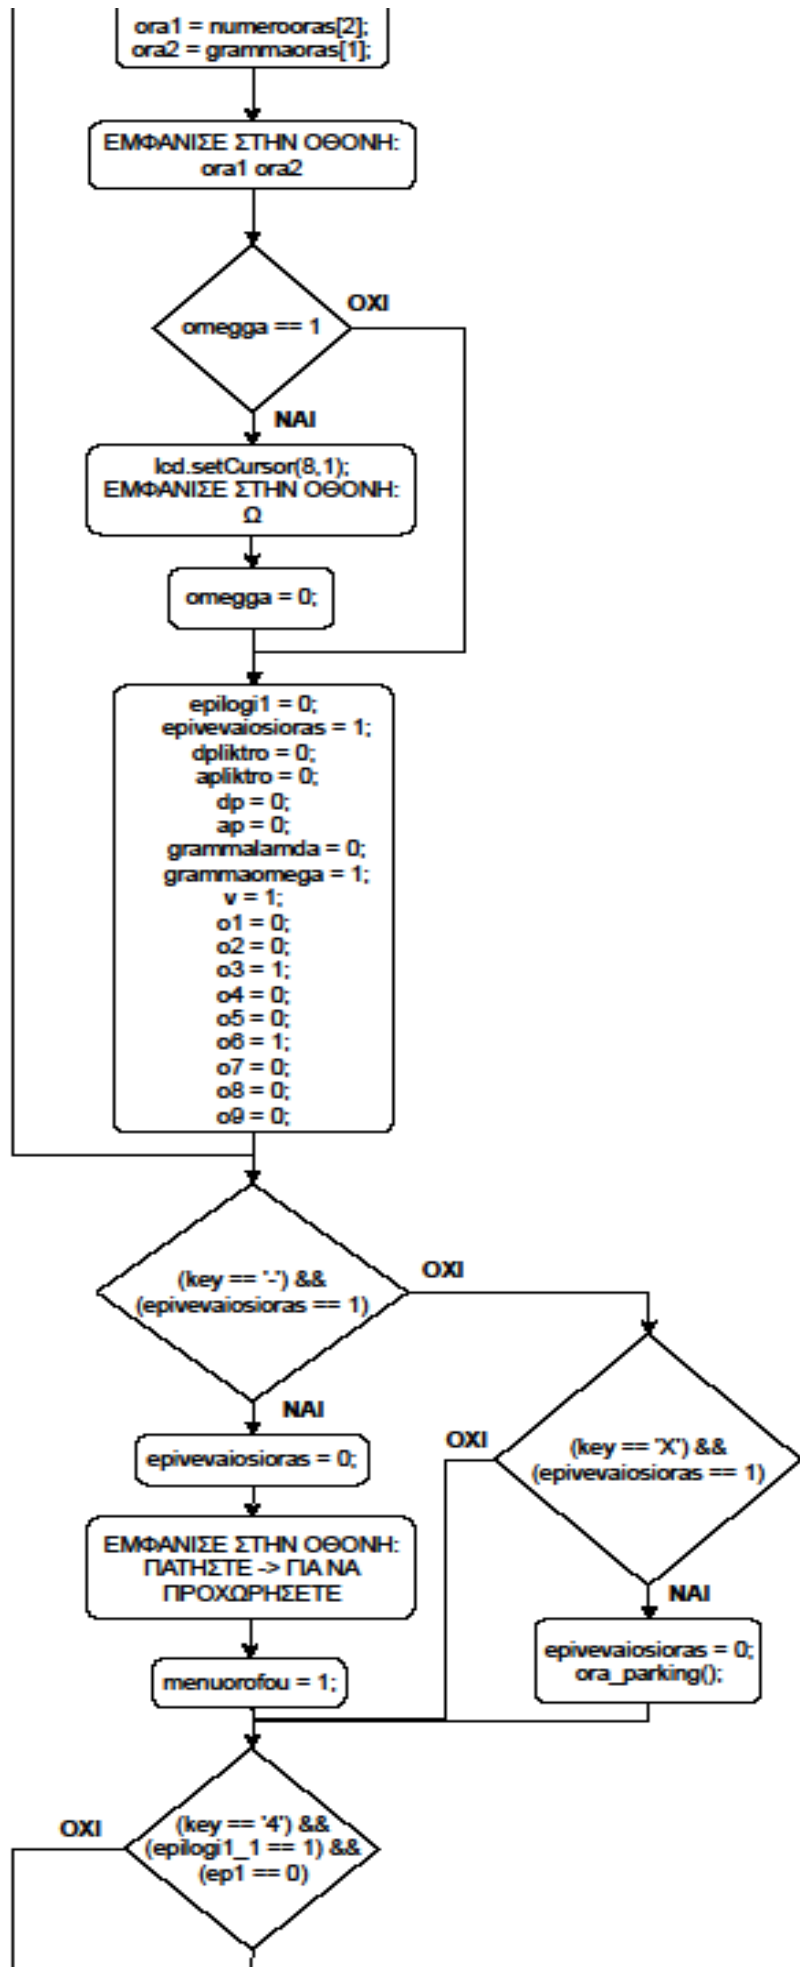 ora1 = numerooras[2];
ora2 = grammaoras[1];
ΕΜΦΑΝΙΣΕ ΣΤΗΝ ΟΘΟΝΗ:
ora1 ora2
ΟΧΙ
omegga == 1
ΝΑΙ
lcd.setCursor(8,1);
ΕΜΦΑΝΙΣΕ ΣΤΗΝ ΟΘΟΝΗ:
Ω
omegga = 0;
epilogi1 = 0;
epivevaiosioras = 1;
dpliktro = 0;
apliktro = 0;
dp = 0;
ap = 0;
grammalamda = 0;
grammaomega = 1;
v = 1;
o1 = 0;
o2 = 0;
o3 = 1;
o4 = 0;
o5 = 0;
o6 = 1;
o7 = 0;
o8 = 0;
o9 = 0;
(key == '-') &&
(epivevaiosioras == 1)
ΟΧΙ
ΝΑΙ
epivevaiosioras = 0;
ΕΜΦΑΝΙΣΕ ΣΤΗΝ ΟΘΟΝΗ:
ΠΑΤΗΣΤΕ -> ΓΙΑ ΝΑ
ΠΡΟΧΩΡΗΣΕΤΕ
menuorofou = 1;
ΟΧΙ
(key == 'X') &&
(epivevaiosioras == 1)
ΝΑΙ
epivevaiosioras = 0;
ora_parking();
ΟΧΙ
(key == '4') &&
(epilogi1_1 == 1) &&
(ep1 == 0)